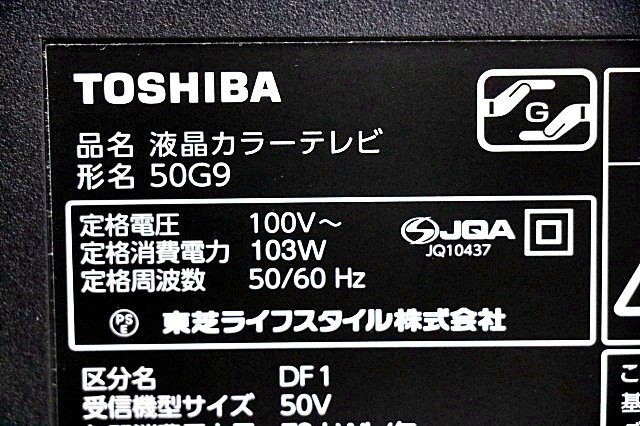 TOSHIBA
G
品名 液晶カラーテレビ
形名 50G9
定格電圧 100V～
定格消費電力 103W
定格周波数 50/60 Hz
JQA
JQ10437
PS
E
東芝ライフスタイル株式会社
区分名 DF1
受信機型サイズ 50V
こ
基